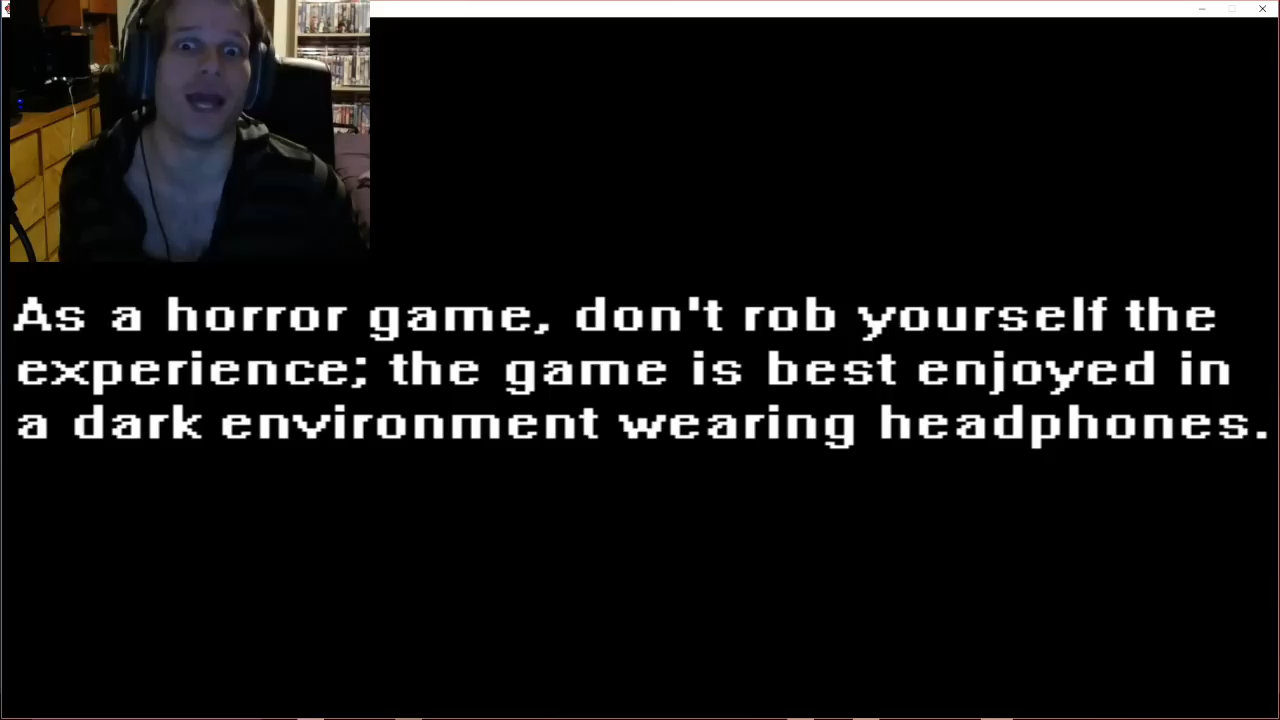 As a horror game, don't rob yourself the
experience; the game is best enjoyed in
a dark environment wearing headphones.